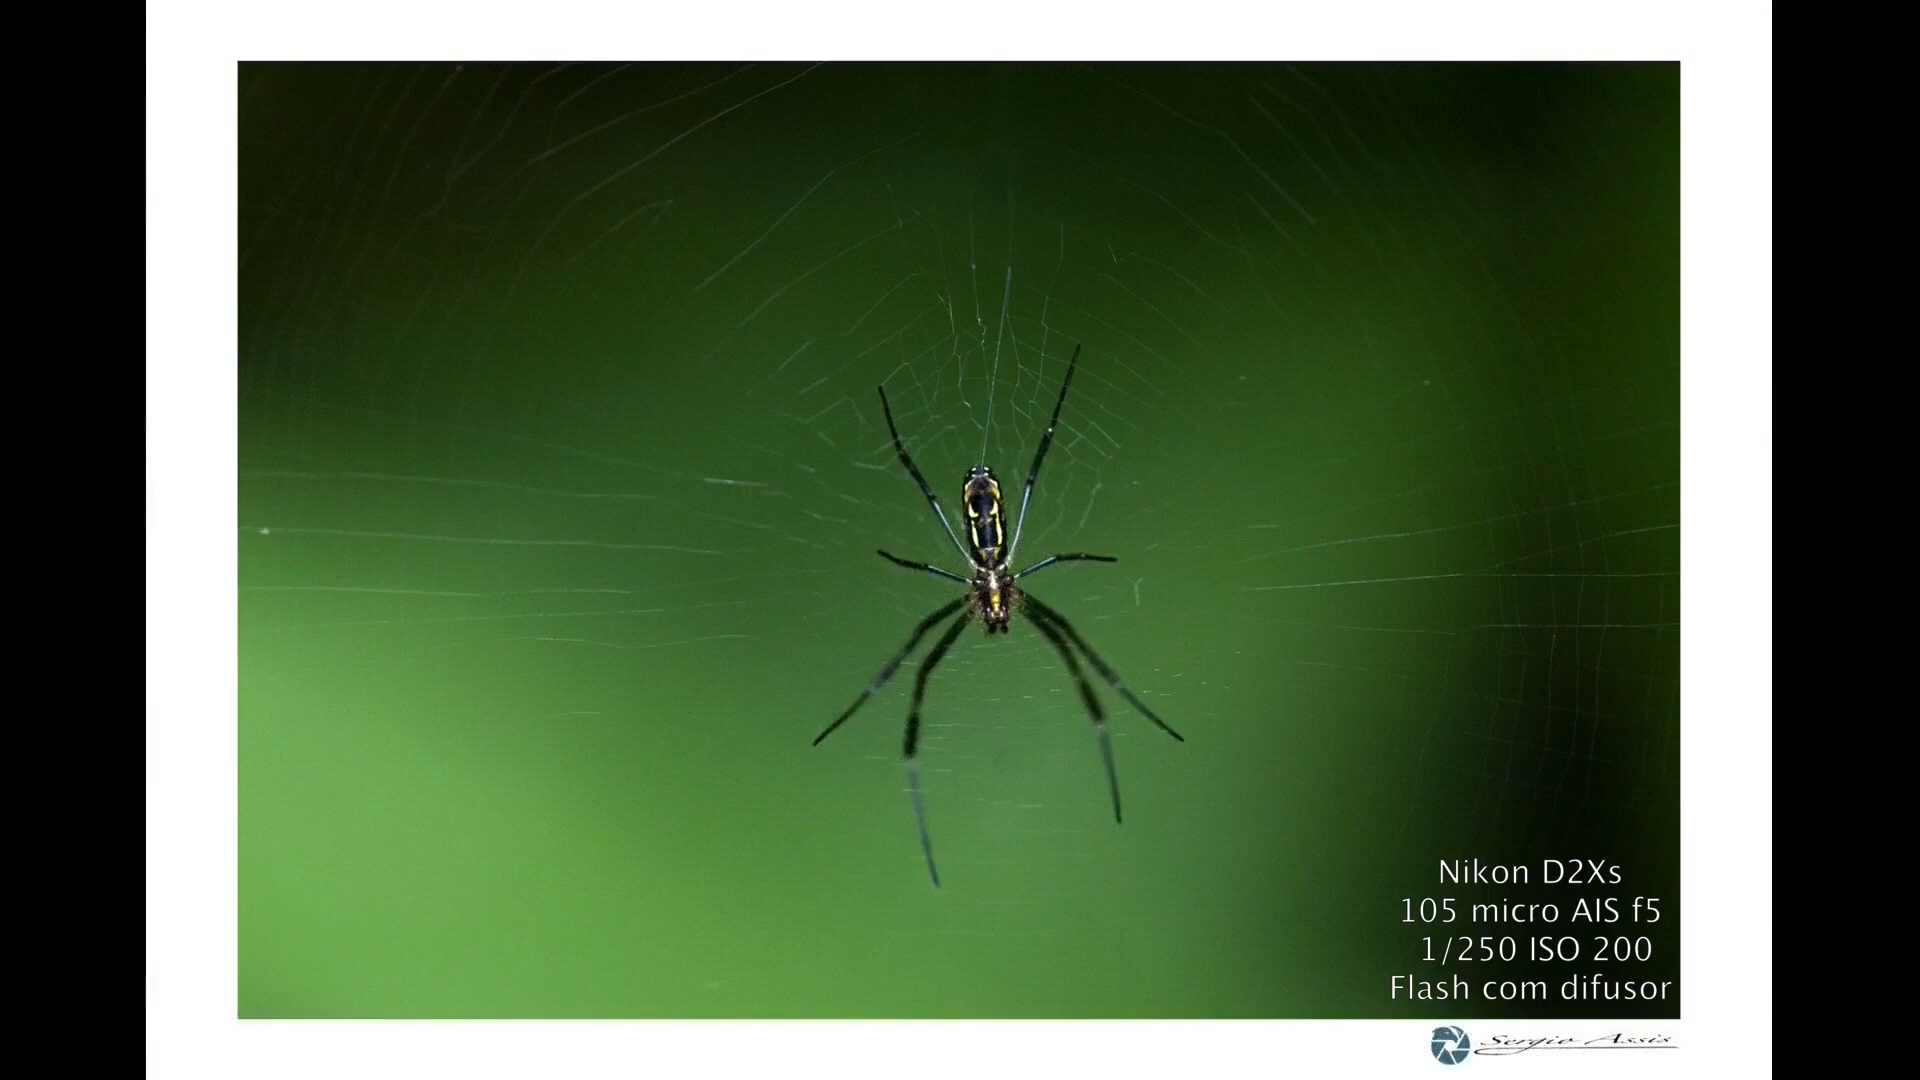 Nikon D2Xs
105 micro AIS f5
1/250 ISO 200
Flash com difusor
Sergio Assis